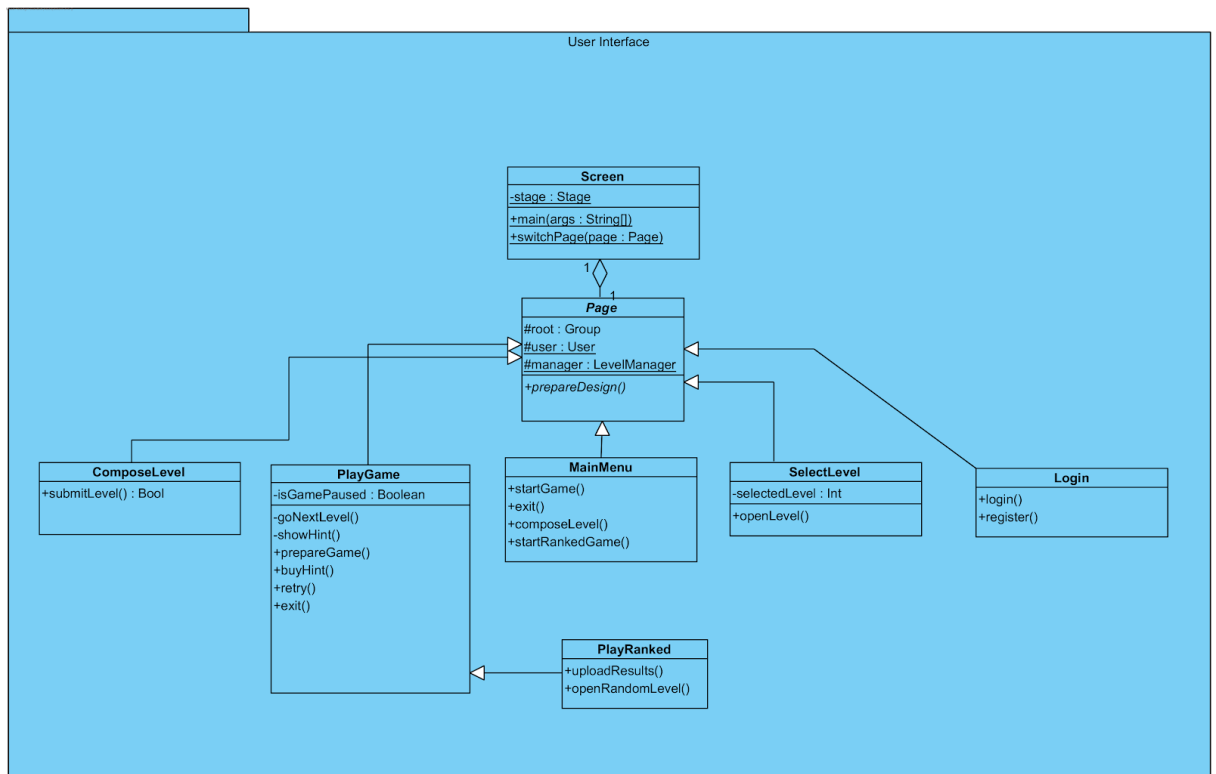 User Interface
Screen
-stage : Stage
+main(args : String[])
+switchPage(page : Page)
1
1
Page
#root : Group
#user : User
#manager : LevelManager
+prepareDesign()
ComposeLevel
+submitLevel() : Bool
PlayGame
-isGamePaused : Boolean
-goNextLevel()
-showHint()
+prepareGame()
+buyHint()
+retry()
+exit()
MainMenu
+startGame()
+exit()
+composeLevel()
+startRankedGame()
SelectLevel
-selectedLevel : Int
+openLevel()
Login
+login()
+register()
PlayRanked
+uploadResults()
+openRandomLevel()